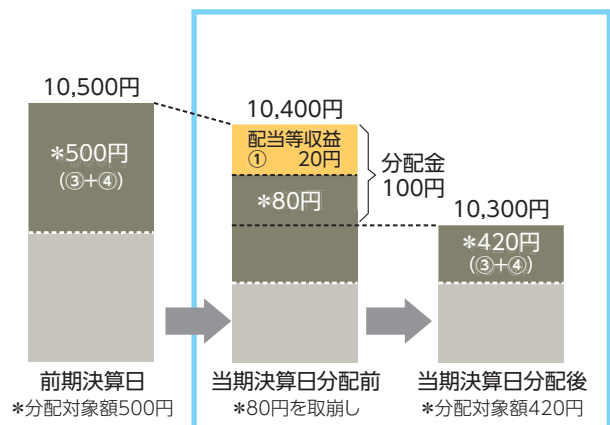 10,500円
*500円
(③+④)
前期決算日
*分配対象額500円
10,400円
配当等収益
① 20円
*80円
分配金
100円
当期決算日分配前
*80円を取崩し
10,300円
*420円
(③+④)
当期決算日分配後
*分配対象額420円